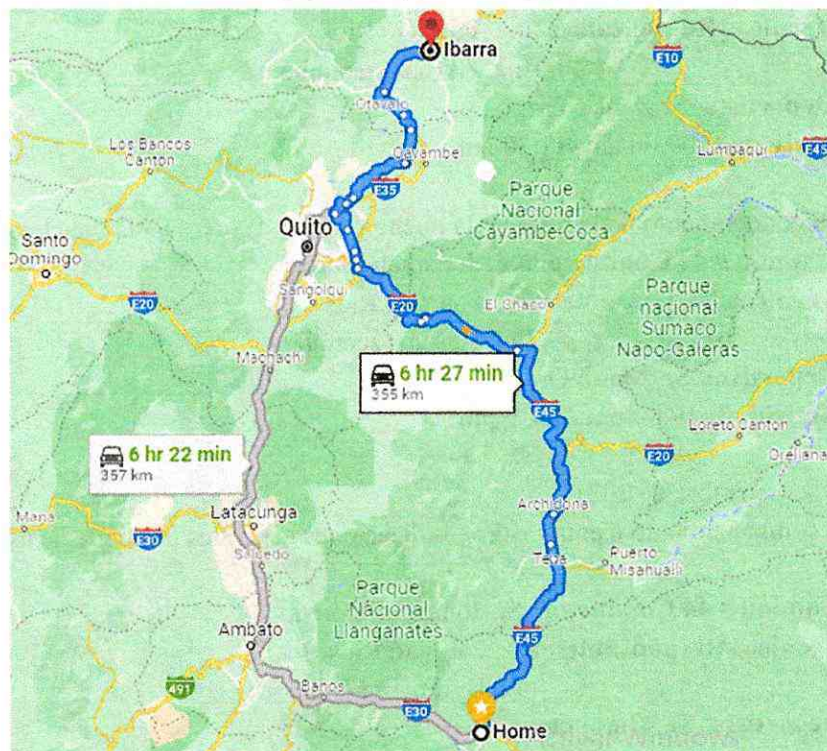 Ibarra
E10
Otavalo
Los Bancos
Canton
Cayambe
Lumbaqui
E45
E35
Parque
Nacional
Cayambe-Coca
Quito
Santo
Domingo
Sangolqui
E20
E20
El Chaco
Parque
nacional
Sumaco
Napo-Galeras
Machachi
6 hr 27 min
355 km
E45
6 hr 22 min
357 km
Loreto Canton
E20
Orellana
Mana
Latacunga
Archidona
E30
Salcedo
Tena
Puerto
Misahualli
Parque
Nacional
Llanganates
Ambato
E45
491
Banos
E30
Home